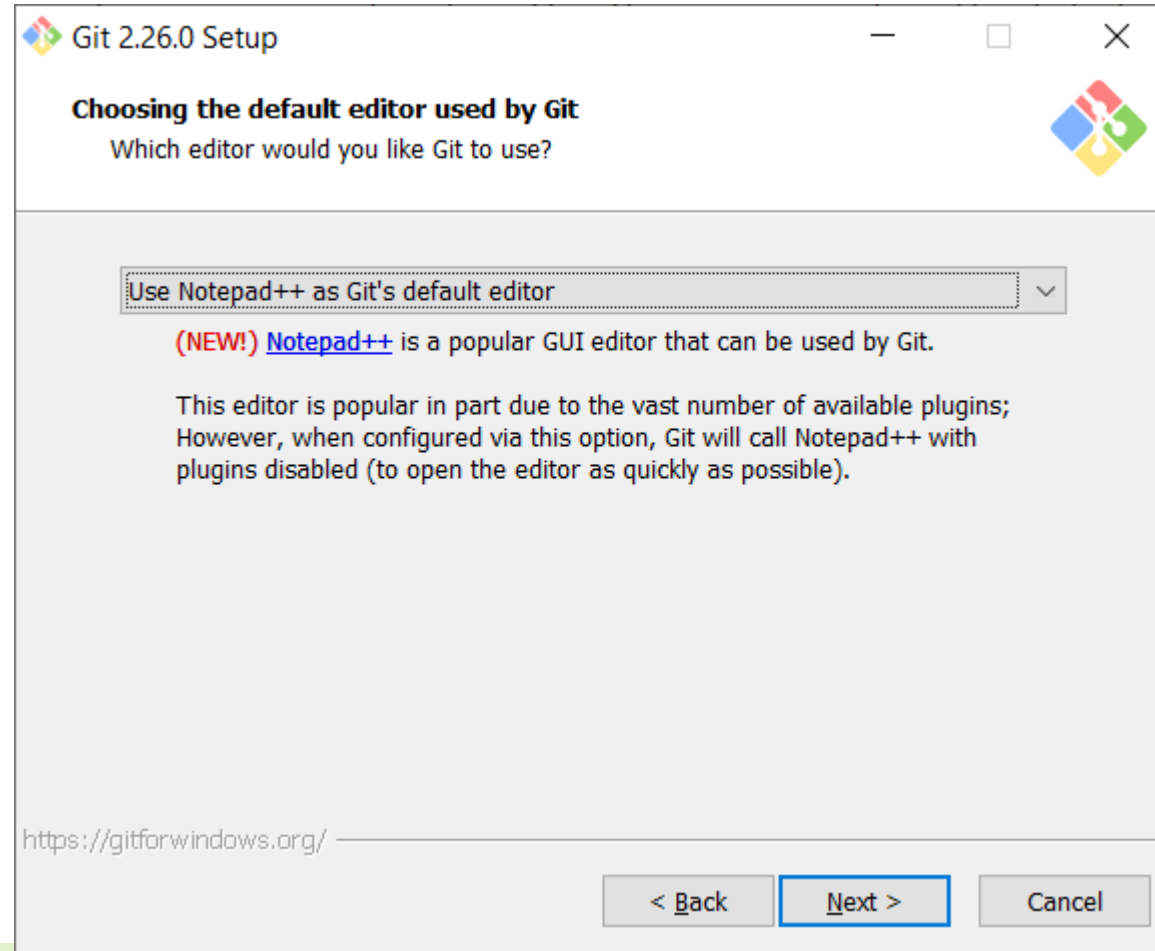 Git 2.26.0 Setup
Choosing the default editor used by Git
Which editor would you like Git to use?
Use Notepad++ as Git's default editor
(NEW!) Notepad++ is a popular GUI editor that can be used by Git.
This editor is popular in part due to the vast number of available plugins;
However, when configured via this option, Git will call Notepad++ with
plugins disabled (to open the editor as quickly as possible).
https://gitforwindows.org/
< Back
Next >
Cancel